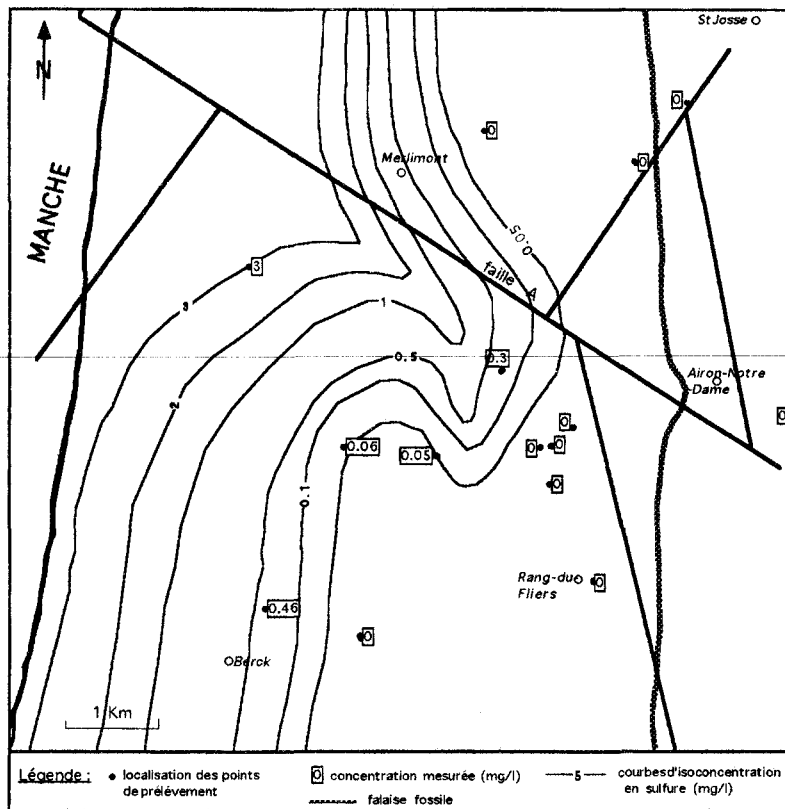 St Josse
N
0
0
0
Merlimont
MANCHE
0.05
faille A
3
3
1
2
0.5
0.3
Airon-Notre
-Dame
0
0
0.06
0.05
0
0
0
0.1
Rang-du-
Fliers
0
0.46
0
Berck
1 Km
Légende :
localisation des points
de prélèvement
0 concentration mesurée (mg/l)
5 courbes d'isoconcentration
en sulfure (mg/l)
falaise fossile